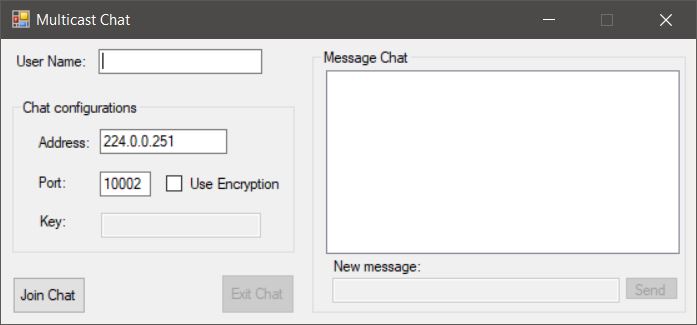 Multicast Chat
User Name:
Chat configurations
Address: 224.0.0.251
Port: 10002 Use Encryption
Key:
Join Chat
Exit Chat
Message Chat
New message:
Send